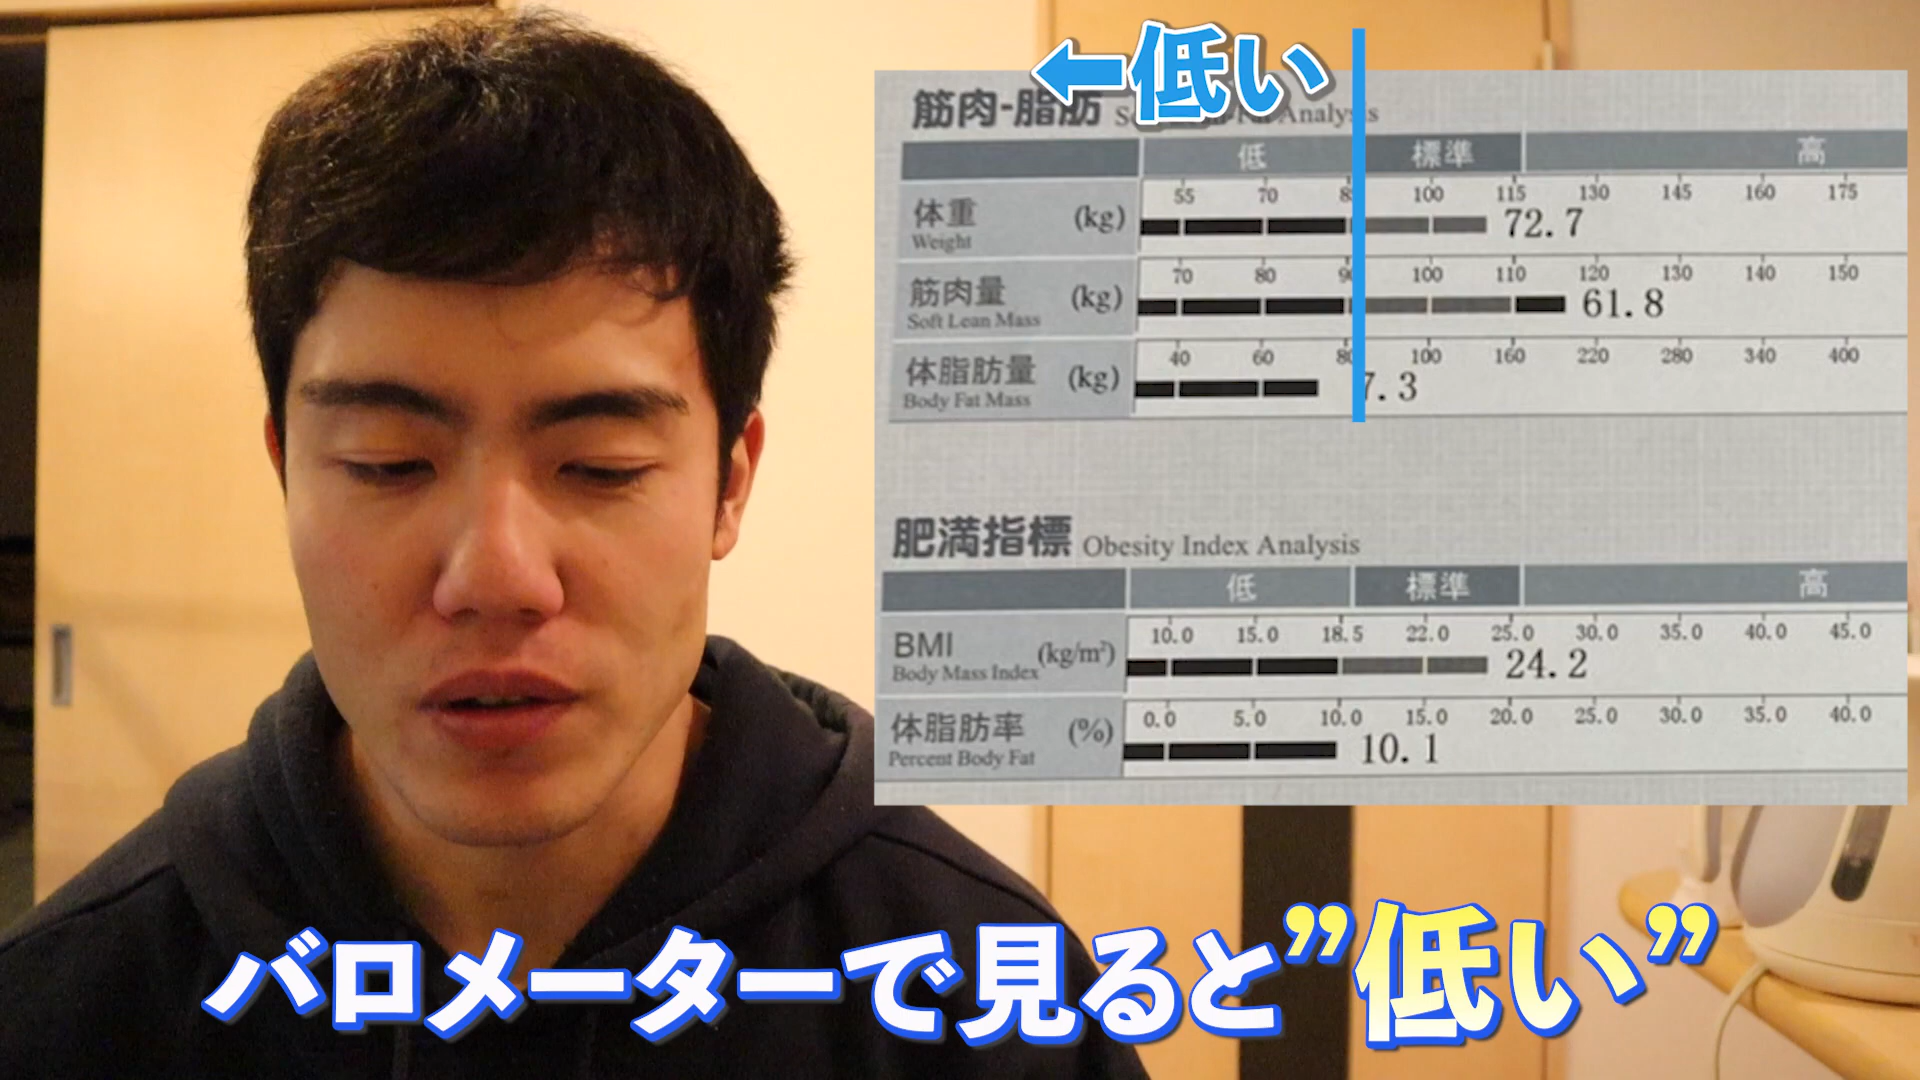 ←低い
筋肉-脂肪
低 標準 高
体重 (kg)
Weight
55 70 100 115 130 145 160 175
72.7
筋肉量 (kg)
Soft Lean Mass
70 80 100 110 120 130 140 150
61.8
体脂肪量 (kg)
Body Fat Mass
40 60 100 160 220 280 340 400
7.3
肥満指標 Obesity Index Analysis
低 標準 高
BMI (kg/m²)
Body Mass Index
10.0 15.0 18.5 22.0 25.0 30.0 35.0 40.0 45.0
24.2
体脂肪率 (%)
Percent Body Fat
0.0 5.0 10.0 15.0 20.0 25.0 30.0 35.0 40.0
10.1
バロメーターで見ると”低い”